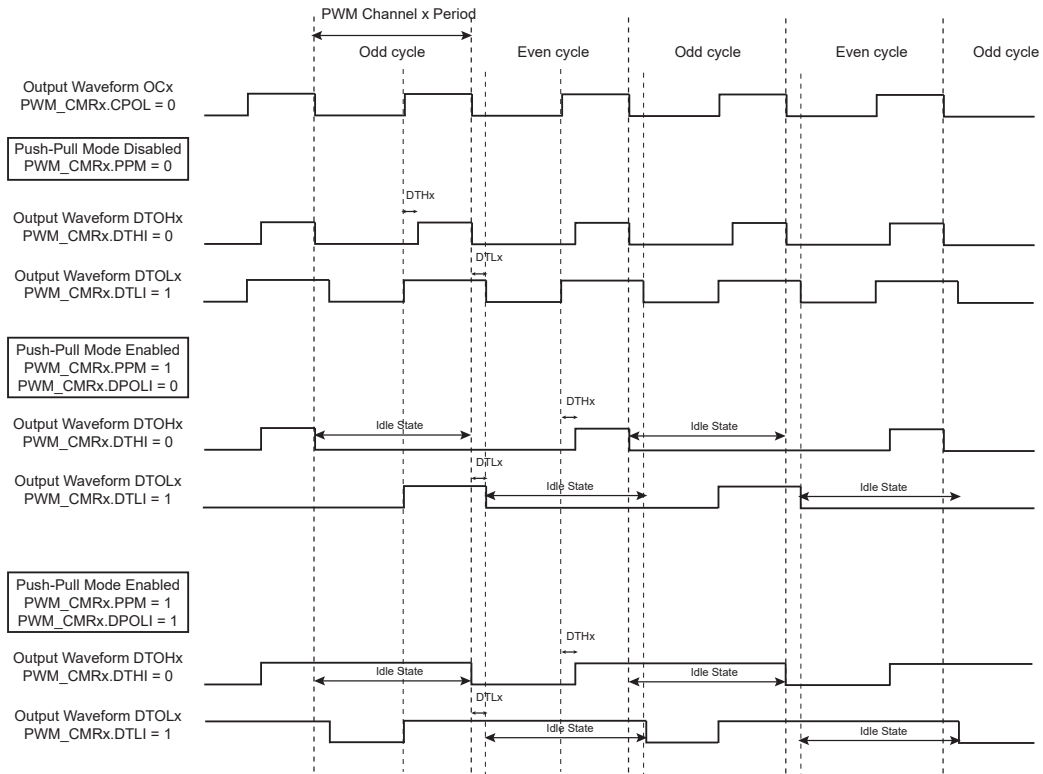 PWM Channel x Period
Odd cycle
Even cycle
Odd cycle
Even cycle
Odd cycle
Output Waveform OCx
PWM_CMRx.CPOL = 0
Push-Pull Mode Disabled
PWM_CMRx.PPM = 0
DTHx
Output Waveform DTOHx
PWM_CMRx.DTHI = 0
DTLx
Output Waveform DTOLx
PWM_CMRx.DTLI = 1
Push-Pull Mode Enabled
PWM_CMRx.PPM = 1
PWM_CMRx.DPOLI = 0
DTHx
Output Waveform DTOHx
PWM_CMRx.DTHI = 0
Idle State
Idle State
DTLx
Output Waveform DTOLx
PWM_CMRx.DTLI = 1
Idle State
Idle State
Push-Pull Mode Enabled
PWM_CMRx.PPM = 1
PWM_CMRx.DPOLI = 1
DTHx
Output Waveform DTOHx
PWM_CMRx.DTHI = 0
Idle State
Idle State
DTLx
Output Waveform DTOLx
PWM_CMRx.DTLI = 1
Idle State
Idle State